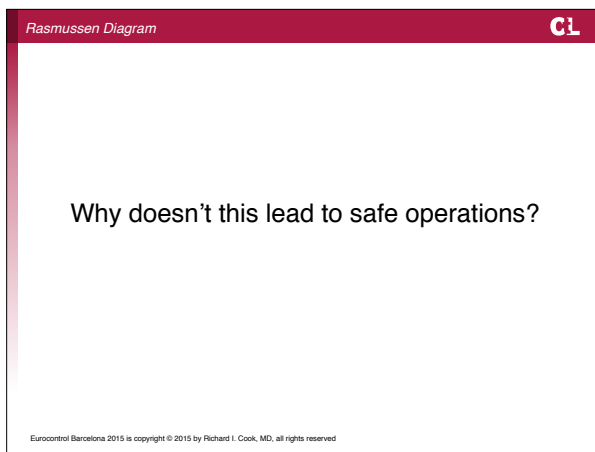 Rasmussen Diagram
CL
Why doesn’t this lead to safe operations?
Eurocontrol Barcelona 2015 is copyright © 2015 by Richard I. Cook, MD, all rights reserved